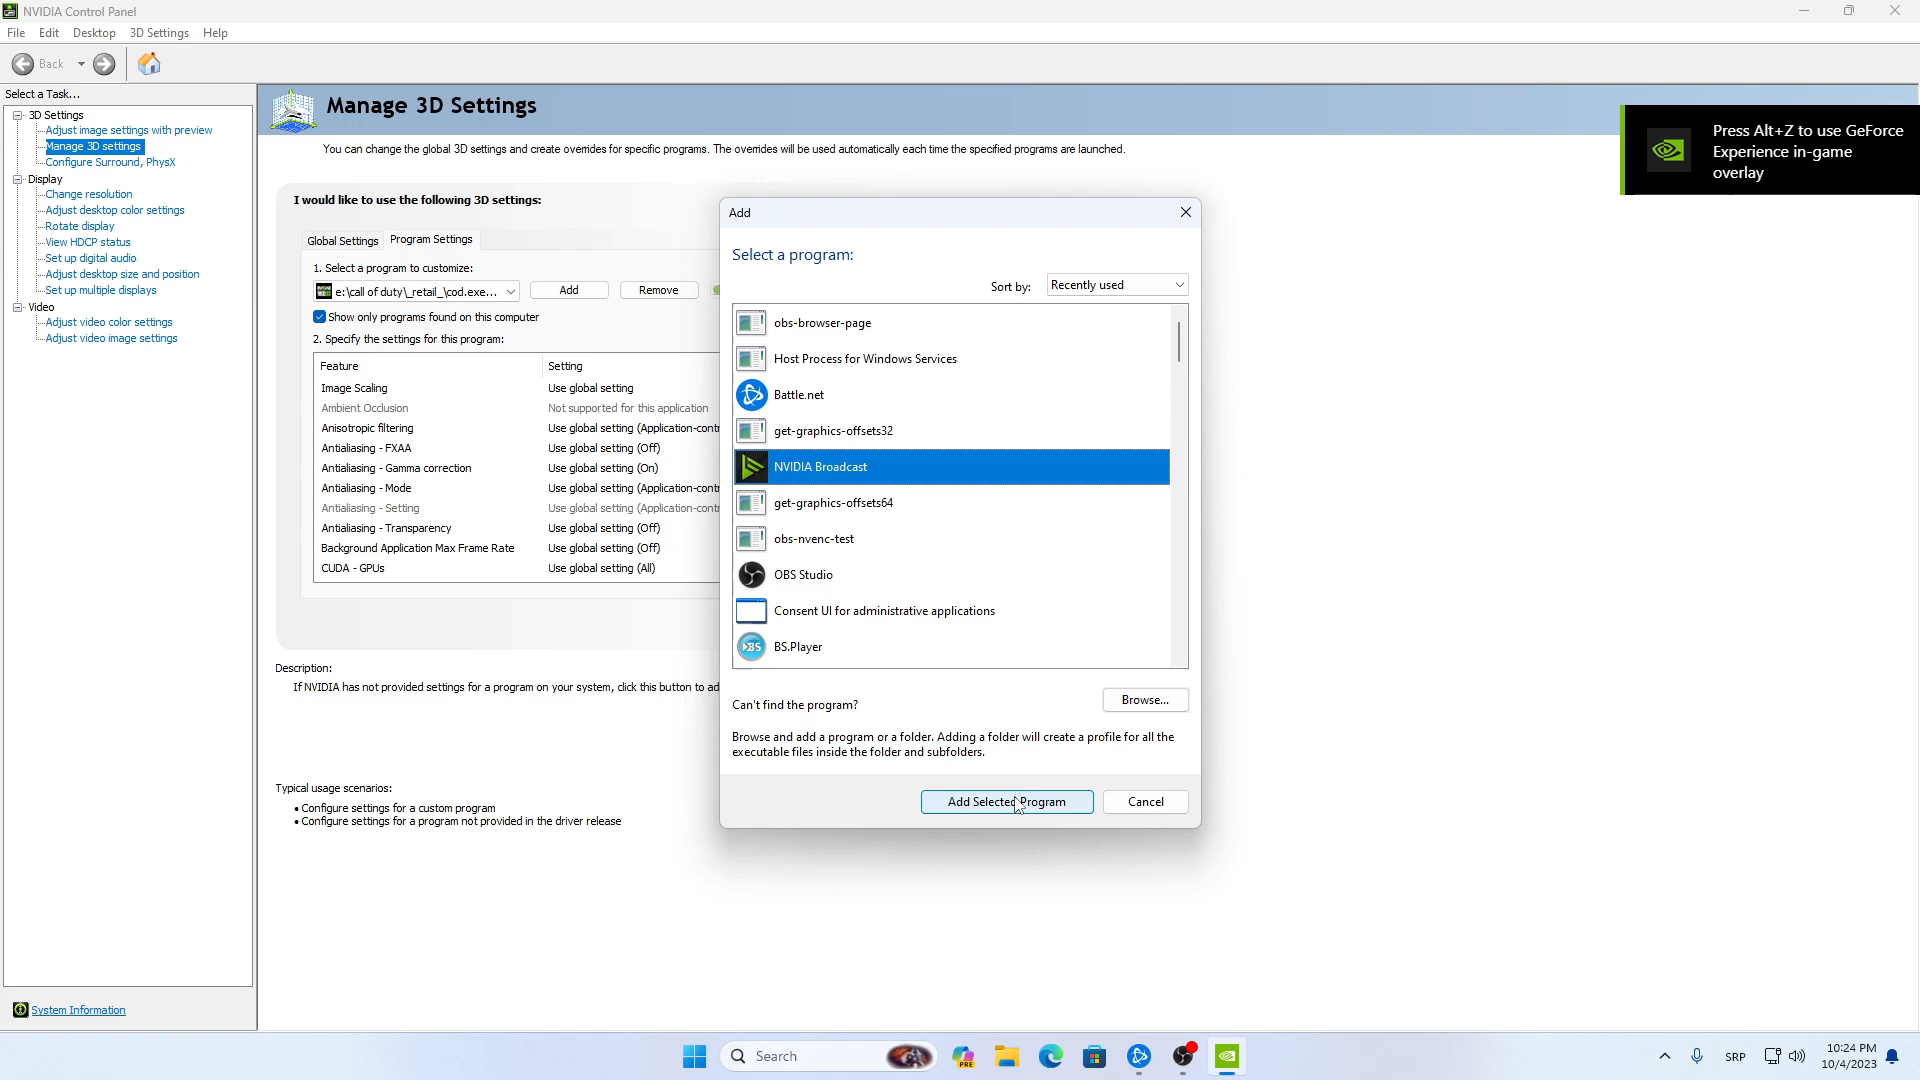 NVIDIA Control Panel
File Edit Desktop 3D Settings Help
Back
Select a Task...
3D Settings
Adjust image settings with preview
Manage 3D settings
Configure Surround, PhysX
Display
Change resolution
Adjust desktop color settings
Rotate display
View HDCP status
Set up digital audio
Adjust desktop size and position
Set up multiple displays
Video
Adjust video color settings
Adjust video image settings
System Information
Manage 3D Settings
You can change the global 3D settings and create overrides for specific programs. The overrides will be used automatically each time the specified programs are launched.
I would like to use the following 3D settings:
Global Settings Program Settings
1. Select a program to customize:
e:\call of duty\_retail_\cod.exe... Add Remove
Show only programs found on this computer
2. Specify the settings for this program:
Feature Setting
Image Scaling Use global setting
Ambient Occlusion Not supported for this application
Anisotropic filtering Use global setting (Application-contr
Antialiasing - FXAA Use global setting (Off)
Antialiasing - Gamma correction Use global setting (On)
Antialiasing - Mode Use global setting (Application-contr
Antialiasing - Setting Use global setting (Application-contr
Antialiasing - Transparency Use global setting (Off)
Background Application Max Frame Rate Use global setting (Off)
CUDA - GPUs Use global setting (All)
Description:
If NVIDIA has not provided settings for a program on your system, click this button to ad
Typical usage scenarios:
• Configure settings for a custom program
• Configure settings for a program not provided in the driver release
Add
Select a program:
Sort by: Recently used
obs-browser-page
Host Process for Windows Services
Battle.net
get-graphics-offsets32
NVIDIA Broadcast
get-graphics-offsets64
obs-nvenc-test
OBS Studio
Consent UI for administrative applications
BS.Player
Can't find the program? Browse...
Browse and add a program or a folder. Adding a folder will create a profile for all the
executable files inside the folder and subfolders.
Add Selected Program Cancel
Press Alt+Z to use GeForce
Experience in-game
overlay
Search
PRE
SRP
10:24 PM
10/4/2023